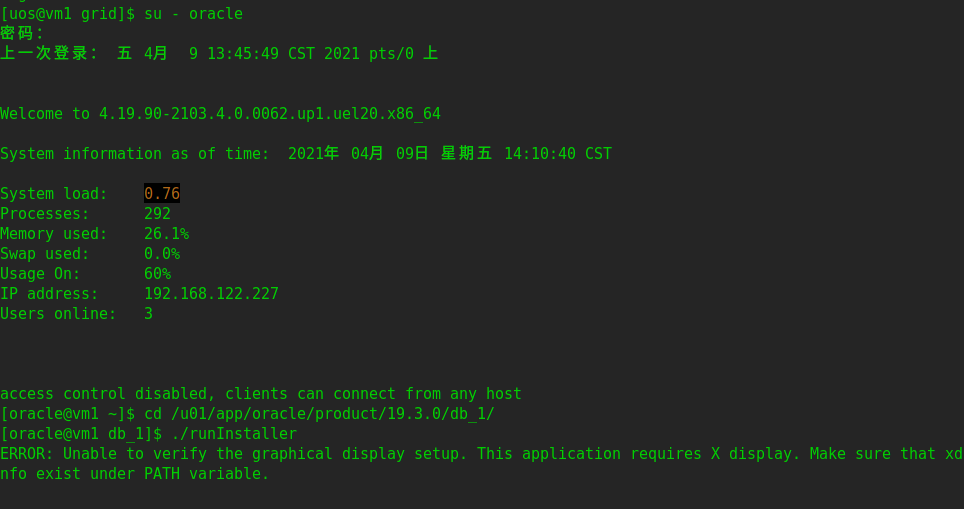 [uos@vm1 grid]$ su - oracle
密码：
上一次登录： 五 4月  9 13:45:49 CST 2021 pts/0 上
Welcome to 4.19.90-2103.4.0.0062.up1.uel20.x86_64
System information as of time:  2021年 04月 09日 星期五 14:10:40 CST
System load:    0.76
Processes:      292
Memory used:    26.1%
Swap used:      0.0%
Usage On:       60%
IP address:     192.168.122.227
Users online:   3
access control disabled, clients can connect from any host
[oracle@vm1 ~]$ cd /u01/app/oracle/product/19.3.0/db_1/
[oracle@vm1 db_1]$ ./runInstaller
ERROR: Unable to verify the graphical display setup. This application requires X display. Make sure that xd
nfo exist under PATH variable.